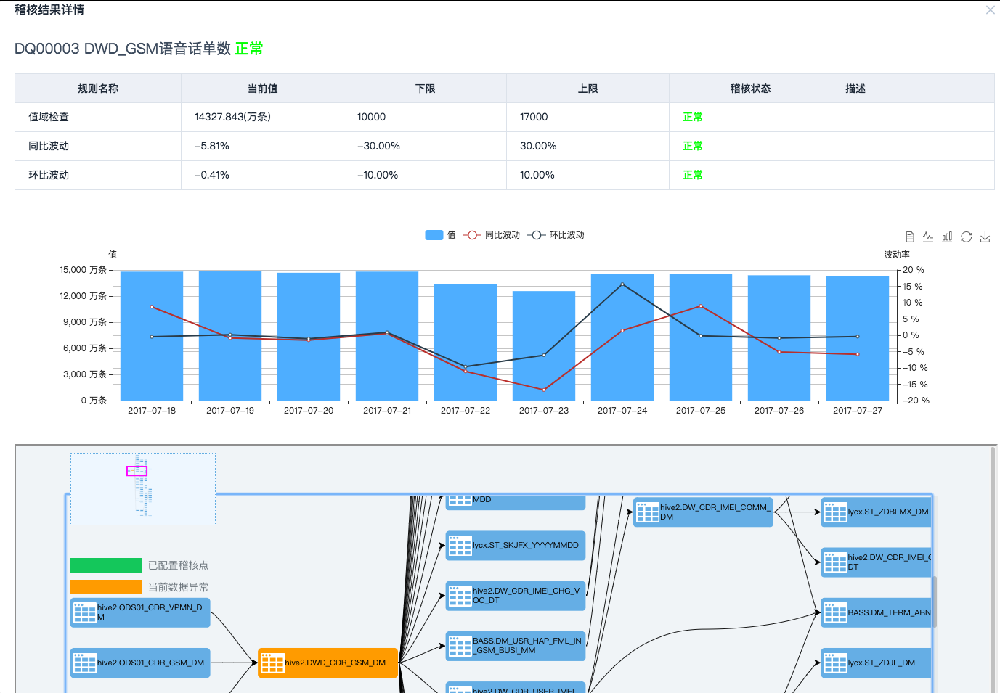 稽核结果详情
DQ00003 DWD_GSM语音话单数 正常
规则名称 当前值 下限 上限 稽核状态 描述
值域检查 14327.843(万条) 10000 17000 正常
同比波动 -5.81% -30.00% 30.00% 正常
环比波动 -0.41% -10.00% 10.00% 正常
值 同比波动 环比波动
值 波动率
15,000 万条
12,000 万条
9,000 万条
6,000 万条
3,000 万条
0 万条
20 %
15 %
10 %
5 %
0 %
-5 %
-10 %
-15 %
-20 %
2017-07-18 2017-07-19 2017-07-20 2017-07-21 2017-07-22 2017-07-23 2017-07-24 2017-07-25 2017-07-26 2017-07-27
已配置稽核点
当前数据异常
hive2.ODS01_CDR_VPMN_D
M
hive2.ODS01_CDR_GSM_DM
hive2.DWD_CDR_GSM_DM
MDD
lycx.ST_SKJFX_YYYYMMDD
hive2.DW_CDR_IMEI_CHG_V
OC_DT
BASS.DM_USR_HAP_FML_IN
_GSM_BUSI_MM
hive2.DW_CDR_USER_IMEI_
hive2.DW_CDR_IMEI_COMM_
DM
lycx.ST_ZDBLMX_DM
hive2.DW_CDR_IMEI_C
DT
BASS.DM_TERM_ABN
lycx.ST_ZDJL_DM